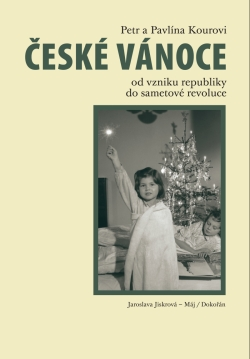 Petr a Pavlína Kourovi
ČESKÉ VÁNOCE
od vzniku republiky
do sametové revoluce
Jaroslava Jiskrová – Máj / Dokořán